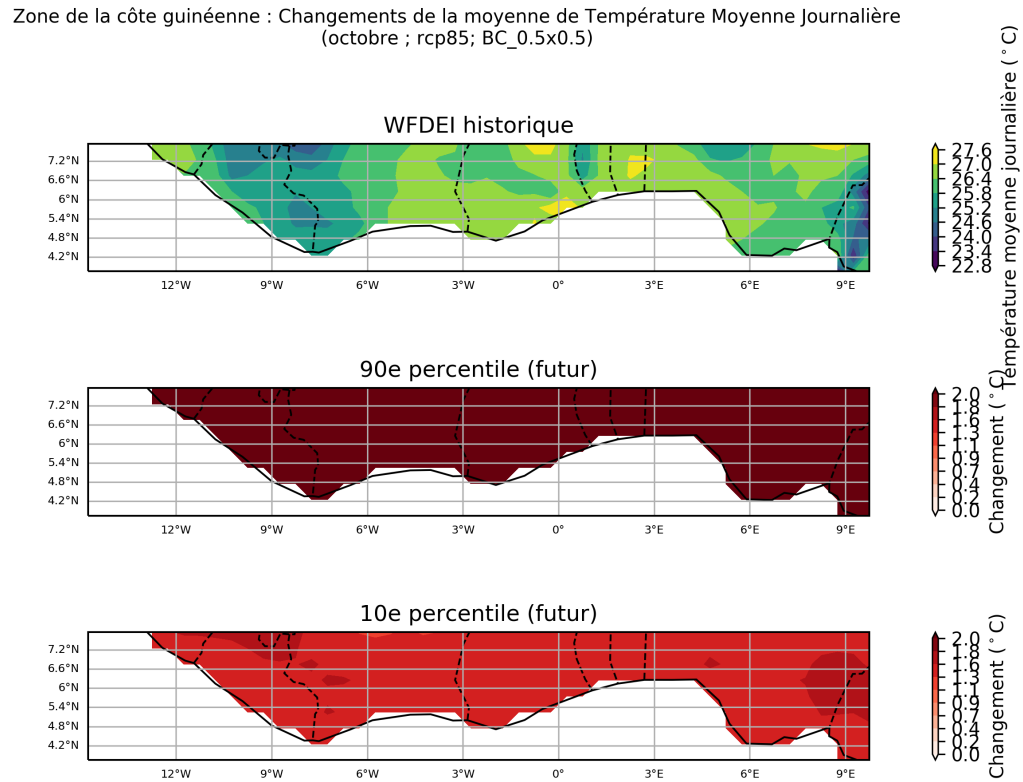 Zone de la côte guinéenne : Changements de la moyenne de Température Moyenne Journalière
(octobre ; rcp85; BC_0.5x0.5)
WFDEI historique
7.2°N
6.6°N
6°N
5.4°N
4.8°N
4.2°N
12°W 9°W 6°W 3°W 0° 3°E 6°E 9°E
27.6
27.0
26.4
25.8
25.2
24.6
24.0
23.4
22.8
Température moyenne journalière (°C)
90e percentile (futur)
7.2°N
6.6°N
6°N
5.4°N
4.8°N
4.2°N
12°W 9°W 6°W 3°W 0° 3°E 6°E 9°E
2.0
1.8
1.6
1.3
1.1
0.9
0.7
0.4
0.2
0.0
Changement (°C)
10e percentile (futur)
7.2°N
6.6°N
6°N
5.4°N
4.8°N
4.2°N
12°W 9°W 6°W 3°W 0° 3°E 6°E 9°E
2.0
1.8
1.6
1.3
1.1
0.9
0.7
0.4
0.2
0.0
Changement (°C)